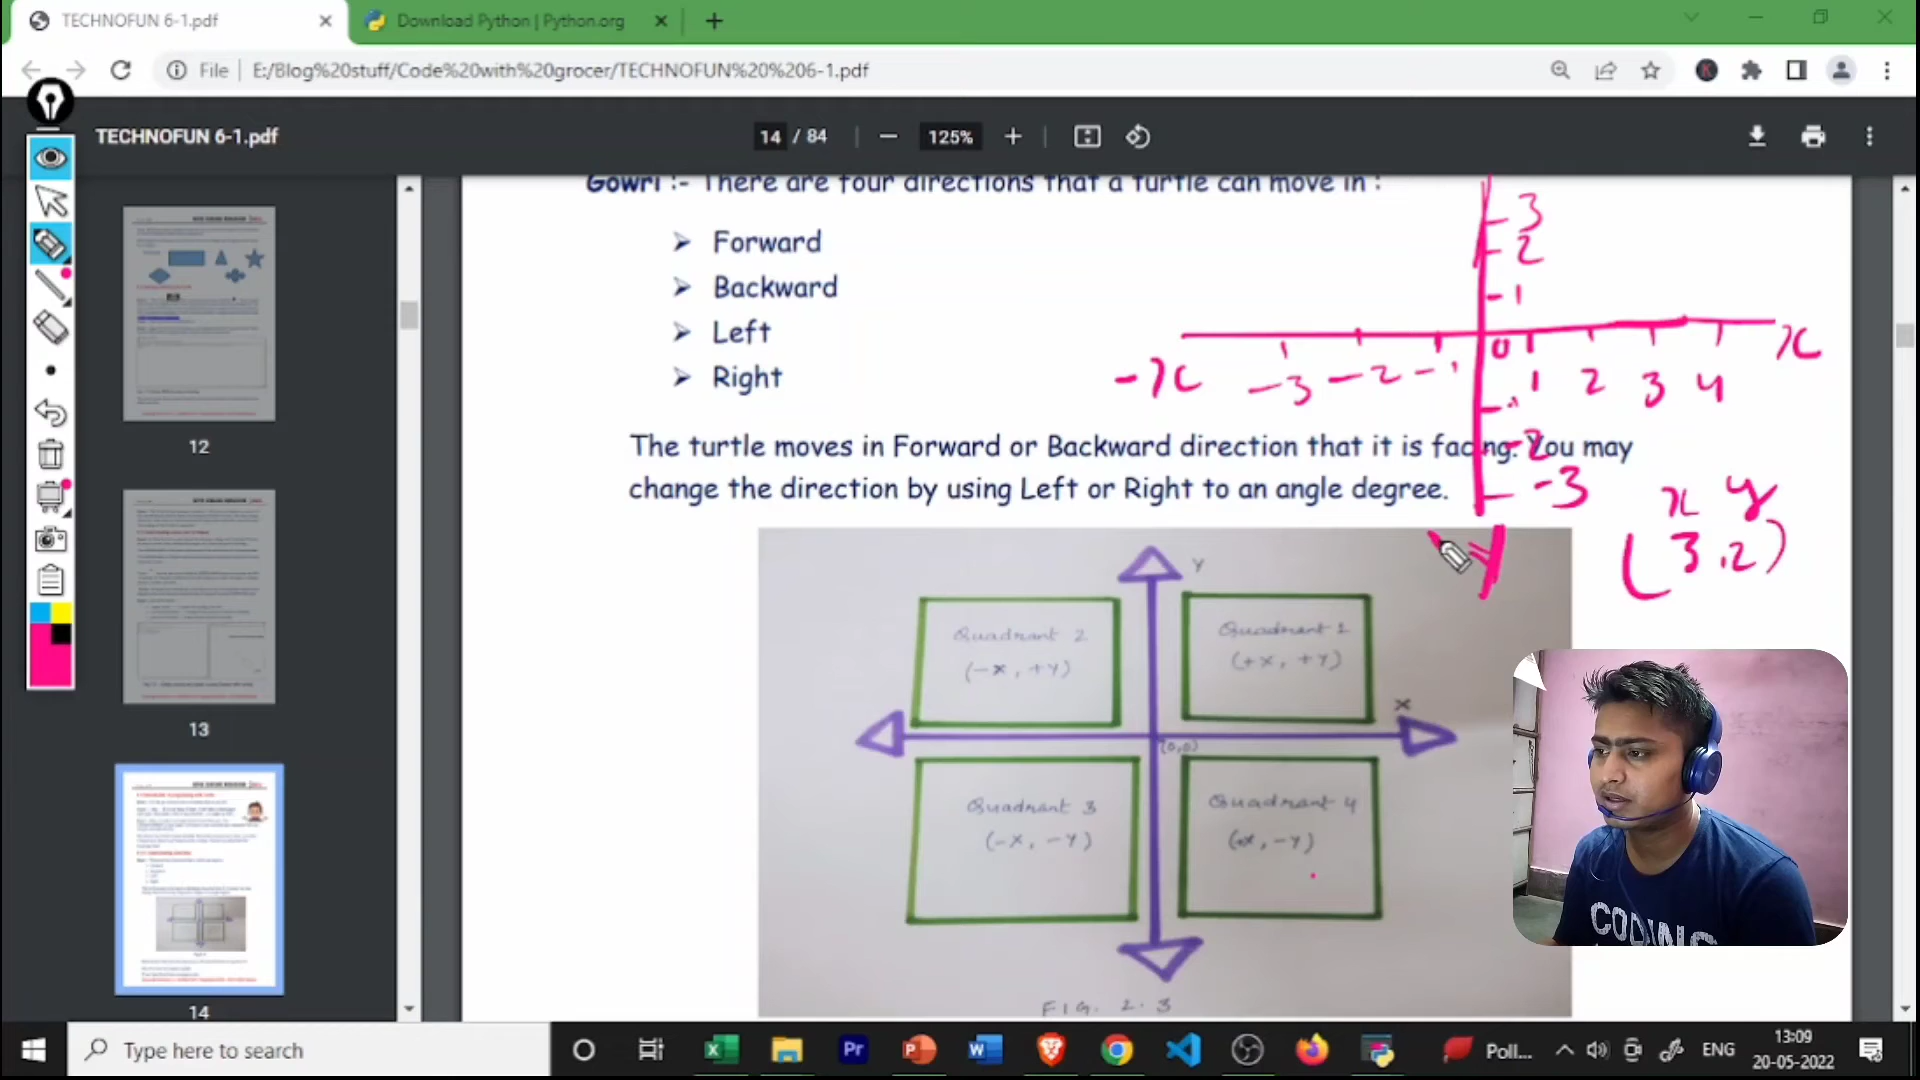 TECHNOFUN 6-1.pdf
Download Python | Python.org
File
E:/Blog%20stuff/Code%20with%20grocer/TECHNOFUN%20%206-1.pdf
TECHNOFUN 6-1.pdf
14 / 84
125%
12
13
14
Gowri :- There are four directions that a turtle can move in :
➢ Forward
➢ Backward
➢ Left
➢ Right
The turtle moves in Forward or Backward direction that it is facing. You may
change the direction by using Left or Right to an angle degree.
3
2
1
-x -3 -2 -1 0 1 2 3 4 x
-2
-3
-y
x y
(3,2)
Y
Quadrant 2
(-x, +Y)
Quadrant 1
(+X, +Y)
X
(0,0)
Quadrant 3
(-X, -Y)
Quadrant 4
(+X, -Y)
FIG. 2.3
CODING
Type here to search
Poll...
ENG
13:09
20-05-2022